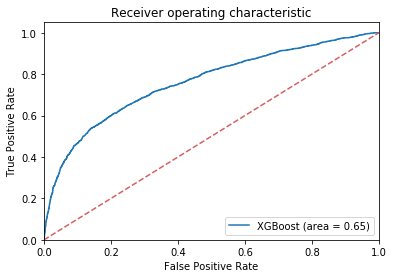 Receiver operating characteristic
True Positive Rate
1.0
0.8
0.6
0.4
0.2
0.0
XGBoost (area = 0.65)
0.0 0.2 0.4 0.6 0.8 1.0
False Positive Rate